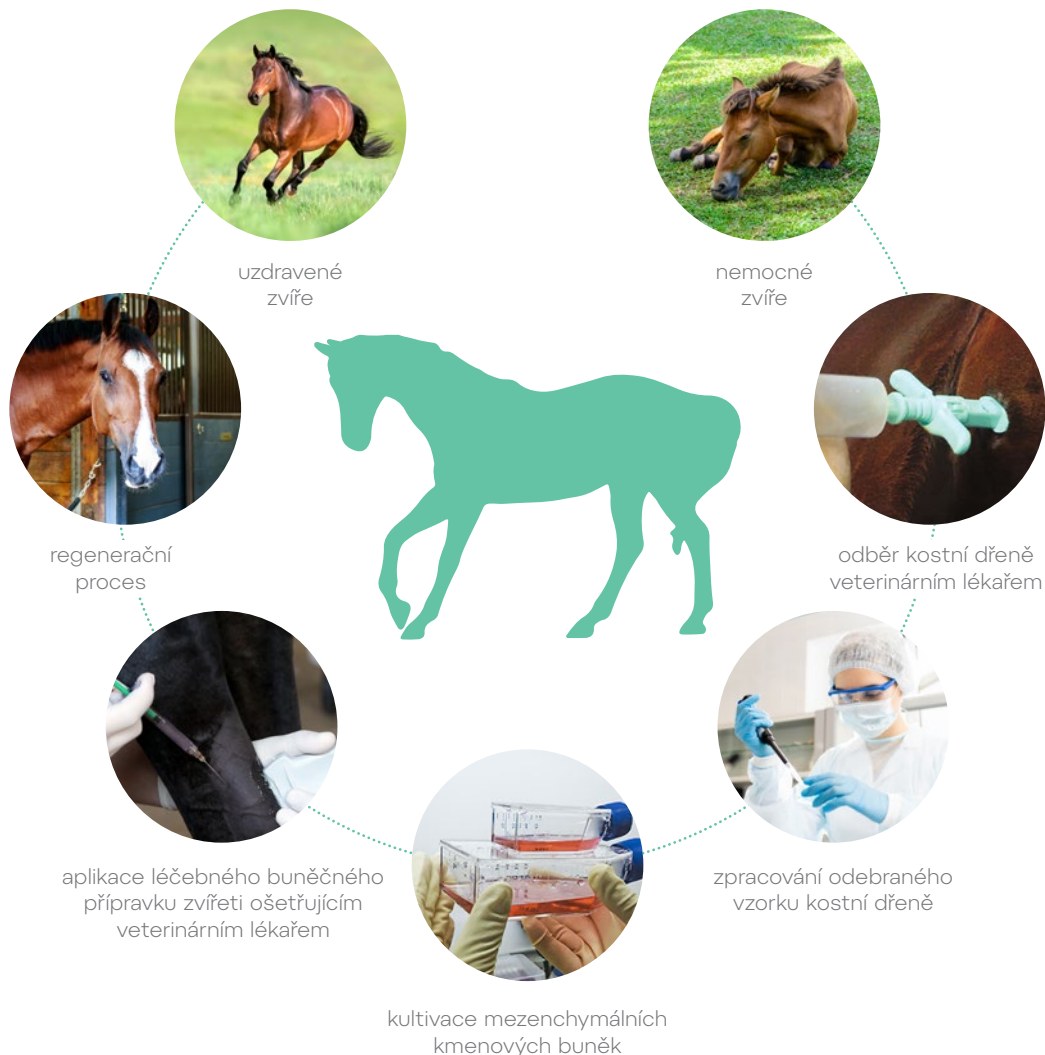 uzdravené
zvíře
nemocné
zvíře
regenerační
proces
odběr kostní dřeně
veterinárním lékařem
aplikace léčebného buněčného
přípravku zvířeti ošetřujícím
veterinárním lékařem
zpracování odebraného
vzorku kostní dřeně
kultivace mezenchymálních
kmenových buněk